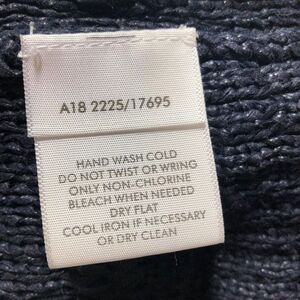 A18 2225/17695
HAND WASH COLD
DO NOT TWIST OR WRING
ONLY NON-CHLORINE
BLEACH WHEN NEEDED
DRY FLAT
COOL IRON IF NECESSARY
OR DRY CLEAN